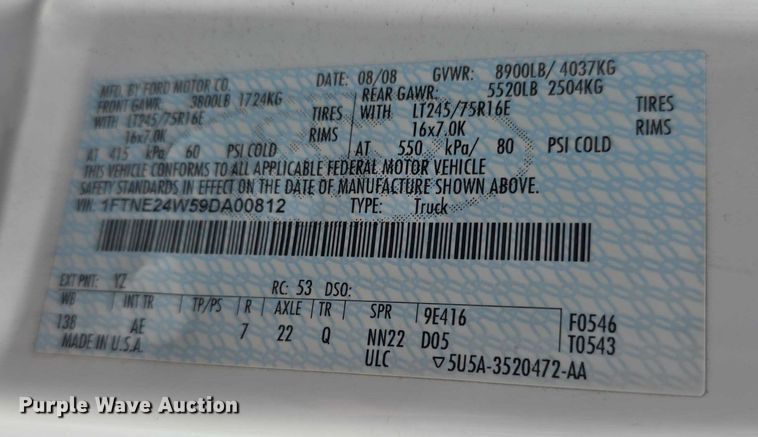 MFD. BY FORD MOTOR CO. DATE: 08/08 GVWR: 8900LB/ 4037KG
FRONT GAWR: 3800LB 1724KG REAR GAWR: 5520LB 2504KG
WITH LT245/75R16E TIRES WITH LT245/75R16E TIRES
16x7.0K RIMS 16x7.0K RIMS
AT 415 kPa/ 60 PSI COLD AT 550 kPa/ 80 PSI COLD
THIS VEHICLE CONFORMS TO ALL APPLICABLE FEDERAL MOTOR VEHICLE
SAFETY STANDARDS IN EFFECT ON THE DATE OF MANUFACTURE SHOWN ABOVE.
VIN: 1FTNE24W59DA00812 TYPE: Truck
EXT PNT: YZ RC: 53 DSO:
WB INT TR TP/PS R AXLE TR SPR 9E416 F0546
138 AE 7 22 Q NN22 D05 T0543
MADE IN U.S.A. ULC ▽5U5A-3520472-AA
Purple Wave Auction